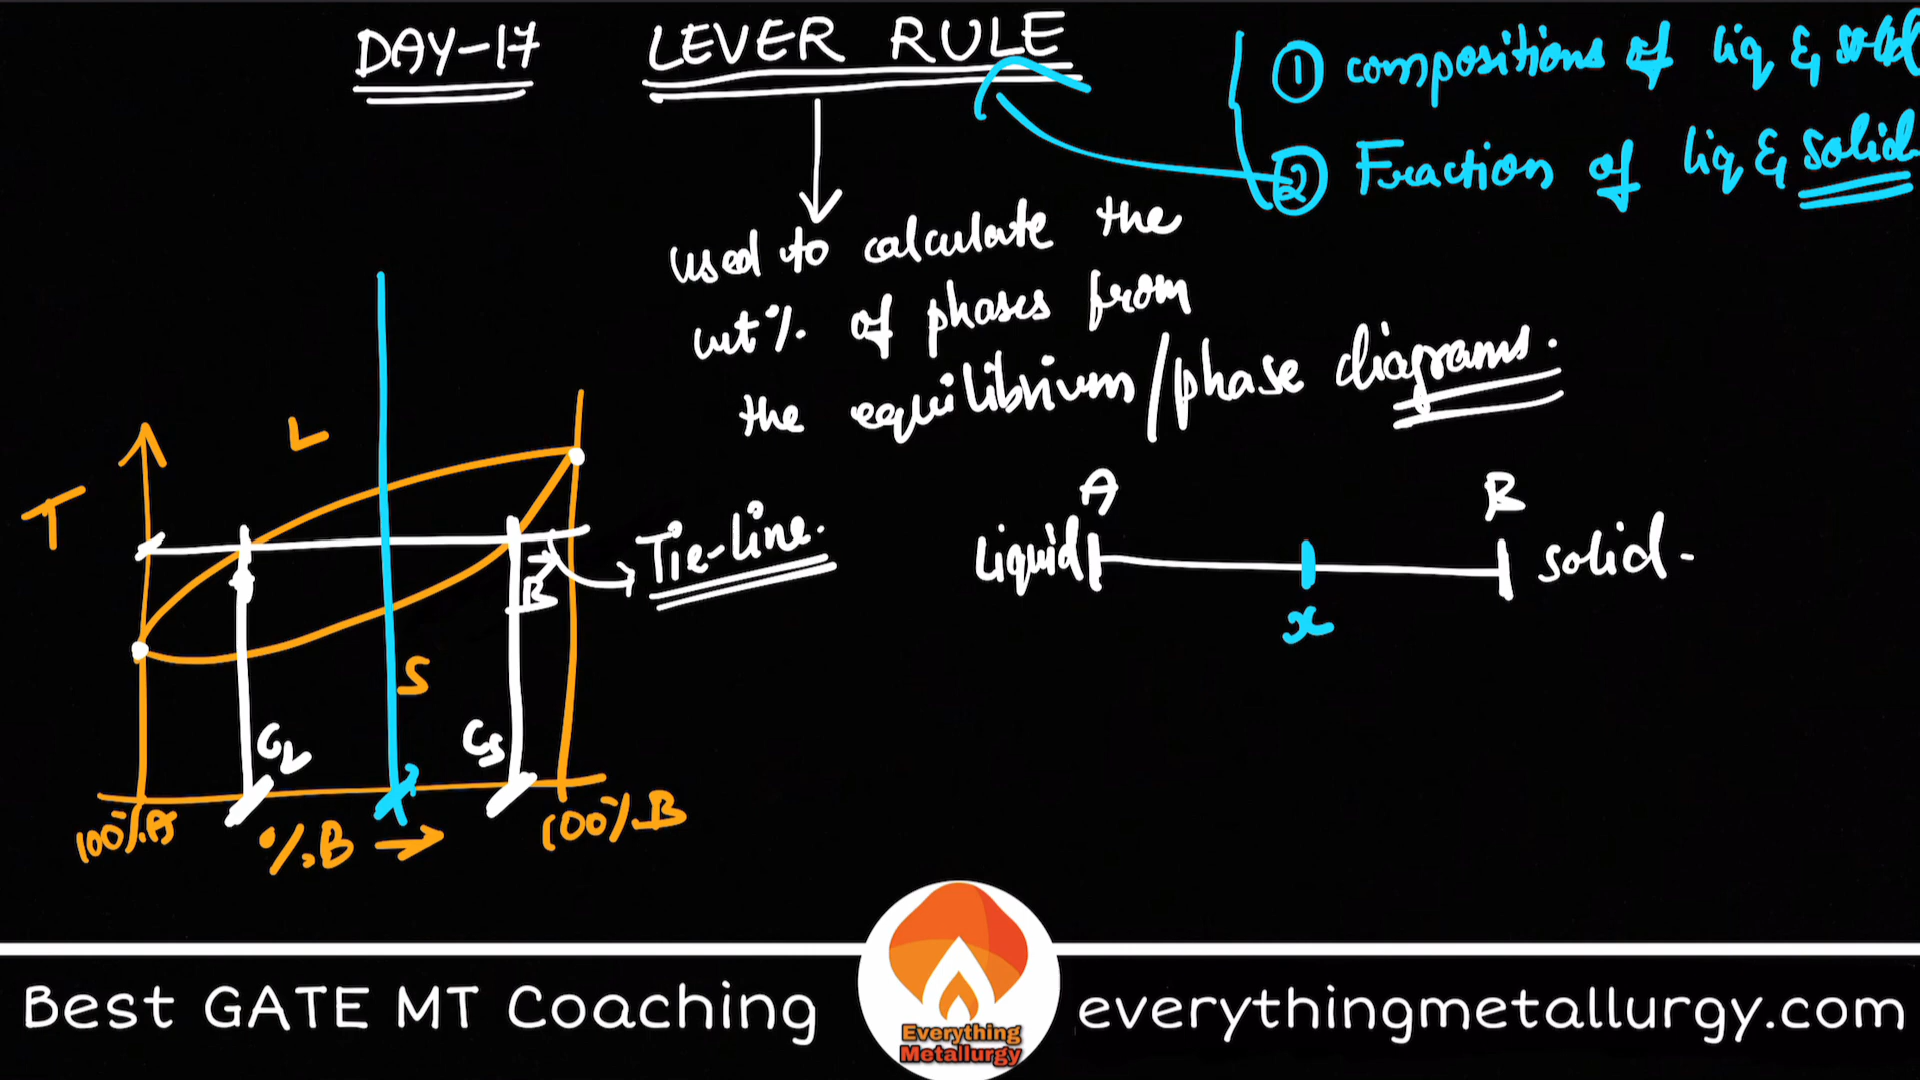 DAY-17 LEVER RULE
① compositions of liq & solid
② Fraction of liq & solid
used to calculate the
wt% of phases from
the equilibrium/phase diagrams.
T
L
S
Tie-Line.
B
CL
CS
100%A
%B →
100%B
A
B
Liquid
solid-
x
Best GATE MT Coaching
Everything
Metallurgy
everythingmetallurgy.com